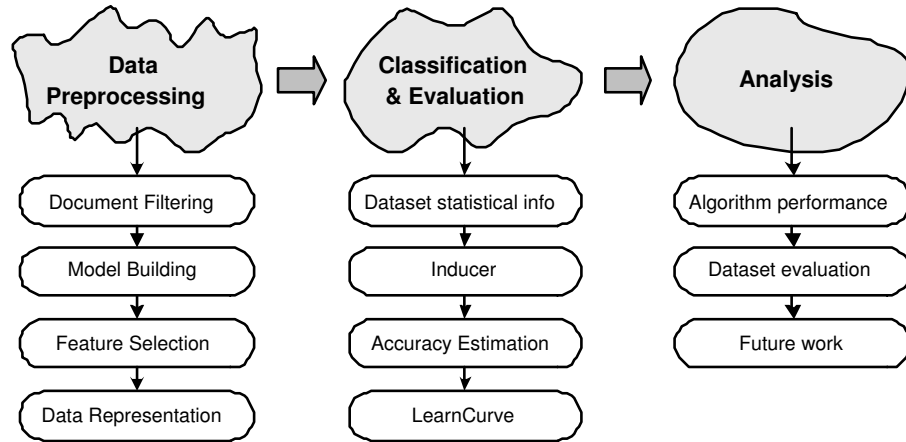 Data
Preprocessing
Document Filtering
Model Building
Feature Selection
Data Representation
Classification
& Evaluation
Dataset statistical info
Inducer
Accuracy Estimation
LearnCurve
Analysis
Algorithm performance
Dataset evaluation
Future work